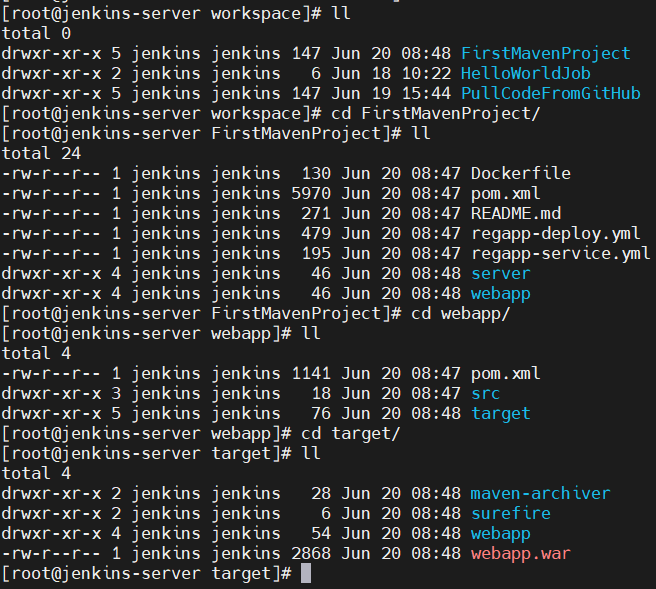 [root@jenkins-server workspace]# ll
total 0
drwxr-xr-x 5 jenkins jenkins 147 Jun 20 08:48 FirstMavenProject
drwxr-xr-x 2 jenkins jenkins   6 Jun 18 10:22 HelloWorldJob
drwxr-xr-x 5 jenkins jenkins 147 Jun 19 15:44 PullCodeFromGitHub
[root@jenkins-server workspace]# cd FirstMavenProject/
[root@jenkins-server FirstMavenProject]# ll
total 24
-rw-r--r-- 1 jenkins jenkins  130 Jun 20 08:47 Dockerfile
-rw-r--r-- 1 jenkins jenkins 5970 Jun 20 08:47 pom.xml
-rw-r--r-- 1 jenkins jenkins  271 Jun 20 08:47 README.md
-rw-r--r-- 1 jenkins jenkins  479 Jun 20 08:47 regapp-deploy.yml
-rw-r--r-- 1 jenkins jenkins  195 Jun 20 08:47 regapp-service.yml
drwxr-xr-x 4 jenkins jenkins   46 Jun 20 08:48 server
drwxr-xr-x 4 jenkins jenkins   46 Jun 20 08:48 webapp
[root@jenkins-server FirstMavenProject]# cd webapp/
[root@jenkins-server webapp]# ll
total 4
-rw-r--r-- 1 jenkins jenkins 1141 Jun 20 08:47 pom.xml
drwxr-xr-x 3 jenkins jenkins   18 Jun 20 08:47 src
drwxr-xr-x 5 jenkins jenkins   76 Jun 20 08:48 target
[root@jenkins-server webapp]# cd target/
[root@jenkins-server target]# ll
total 4
drwxr-xr-x 2 jenkins jenkins   28 Jun 20 08:48 maven-archiver
drwxr-xr-x 2 jenkins jenkins    6 Jun 20 08:48 surefire
drwxr-xr-x 4 jenkins jenkins   54 Jun 20 08:48 webapp
-rw-r--r-- 1 jenkins jenkins 2868 Jun 20 08:48 webapp.war
[root@jenkins-server target]#